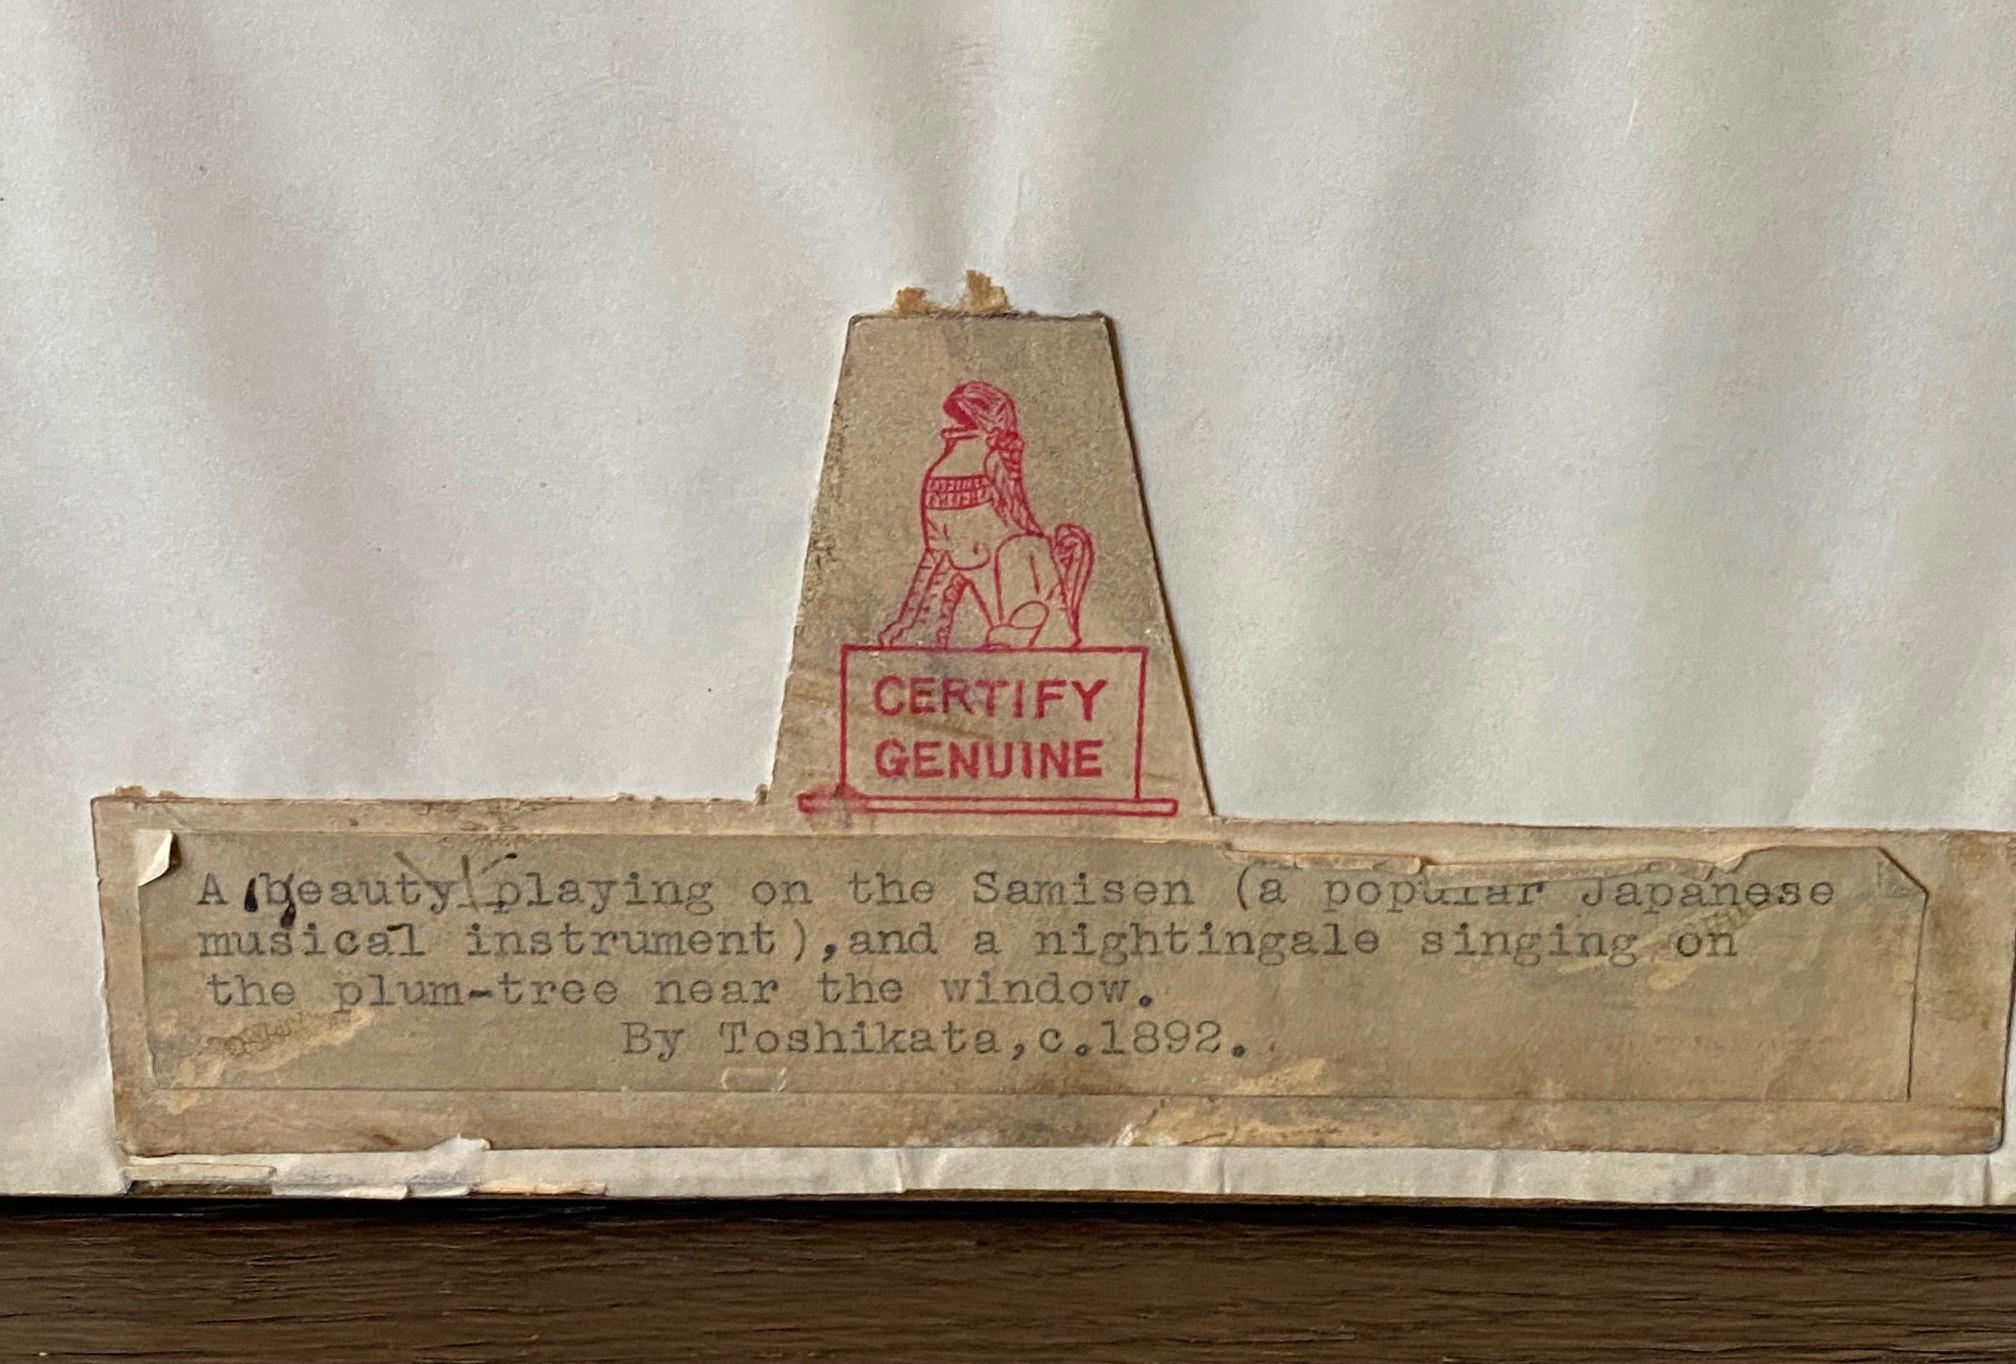 CERTIFY
GENUINE
A beauty playing on the Samisen (a popular Japanese
musical instrument),and a nightingale singing on
the plum-tree near the window.
By Toshikata,c.1892.